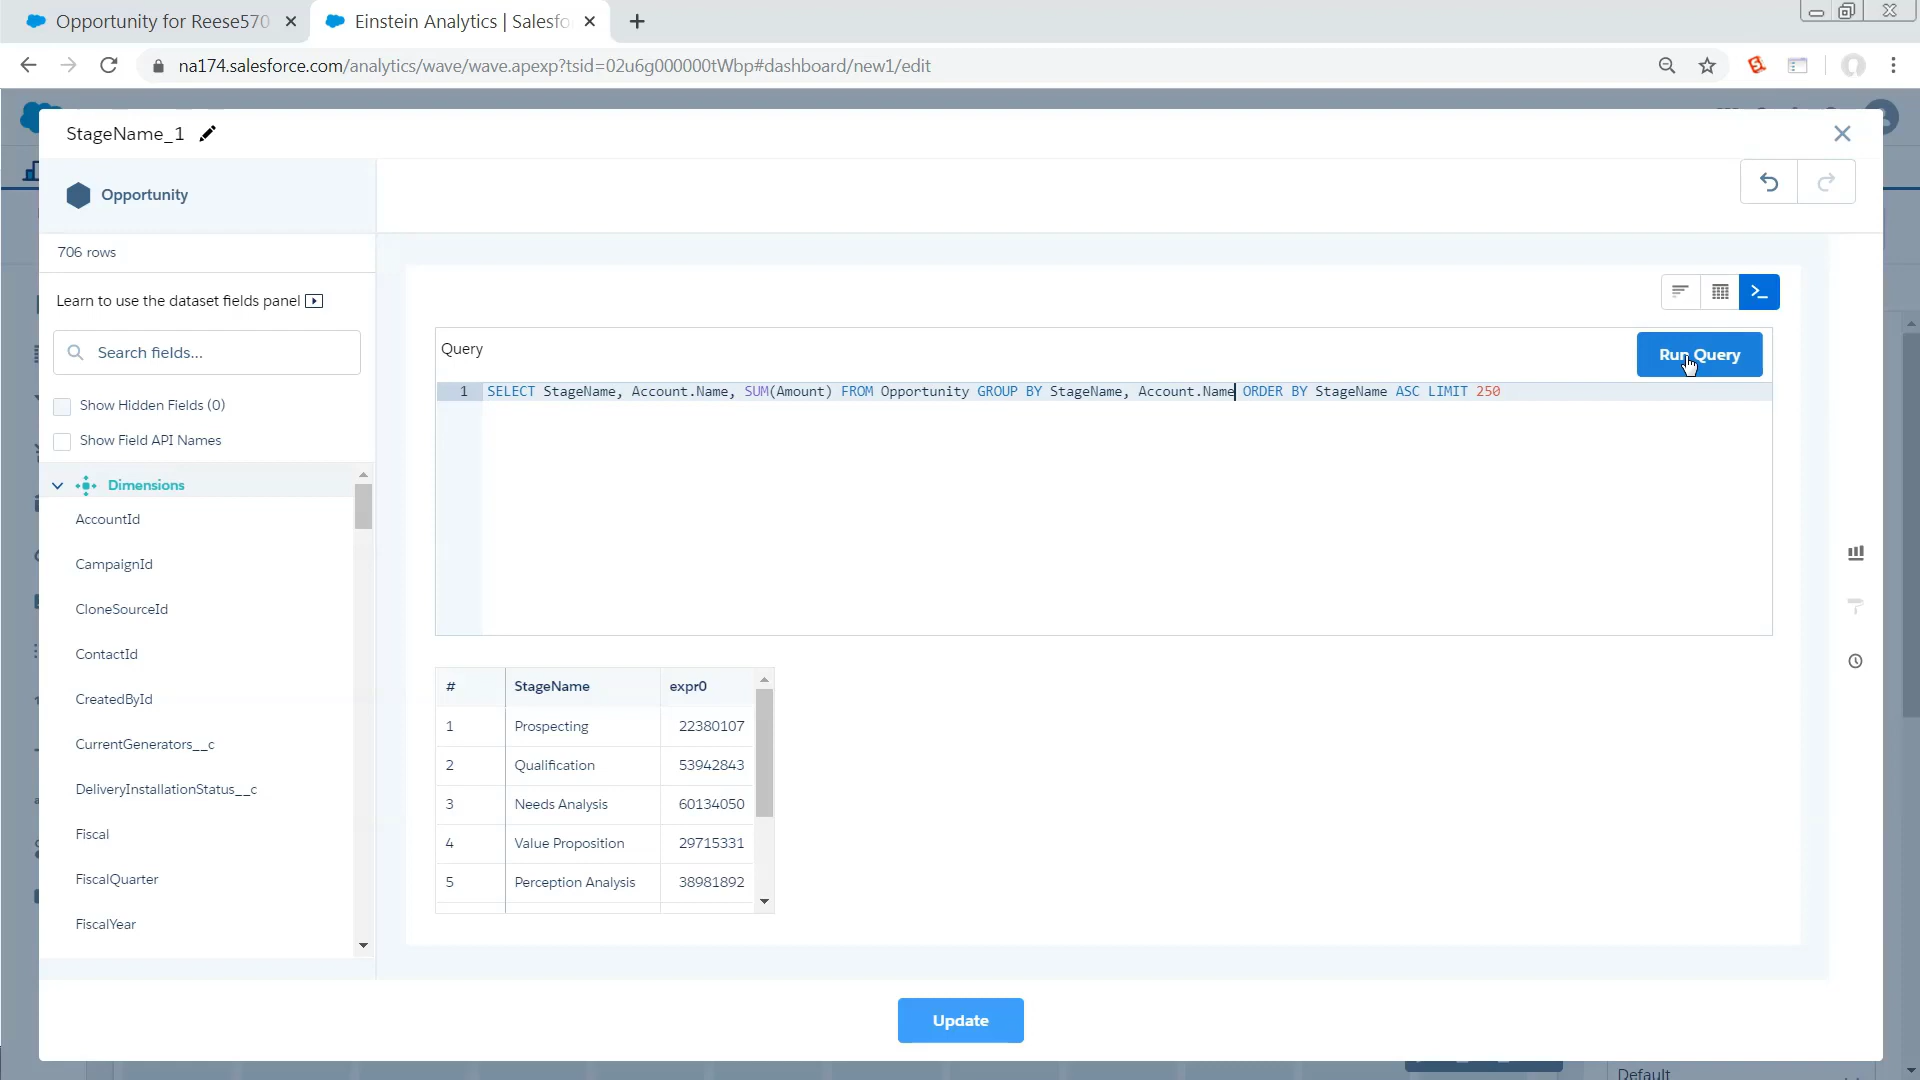 Opportunity for Reese570
Einstein Analytics | Salesfo
na174.salesforce.com/analytics/wave/wave.apexp?tsid=02u6g000000tWbp#dashboard/new1/edit
StageName_1
Opportunity
706 rows
Learn to use the dataset fields panel
Search fields...
Show Hidden Fields (0)
Show Field API Names
Dimensions
AccountId
CampaignId
CloneSourceId
ContactId
CreatedById
CurrentGenerators__c
DeliveryInstallationStatus__c
Fiscal
FiscalQuarter
FiscalYear
Query
Run Query
1 SELECT StageName, Account.Name, SUM(Amount) FROM Opportunity GROUP BY StageName, Account.Name ORDER BY StageName ASC LIMIT 250
# StageName expr0
1 Prospecting 22380107
2 Qualification 53942843
3 Needs Analysis 60134050
4 Value Proposition 29715331
5 Perception Analysis 38981892
Update
Default